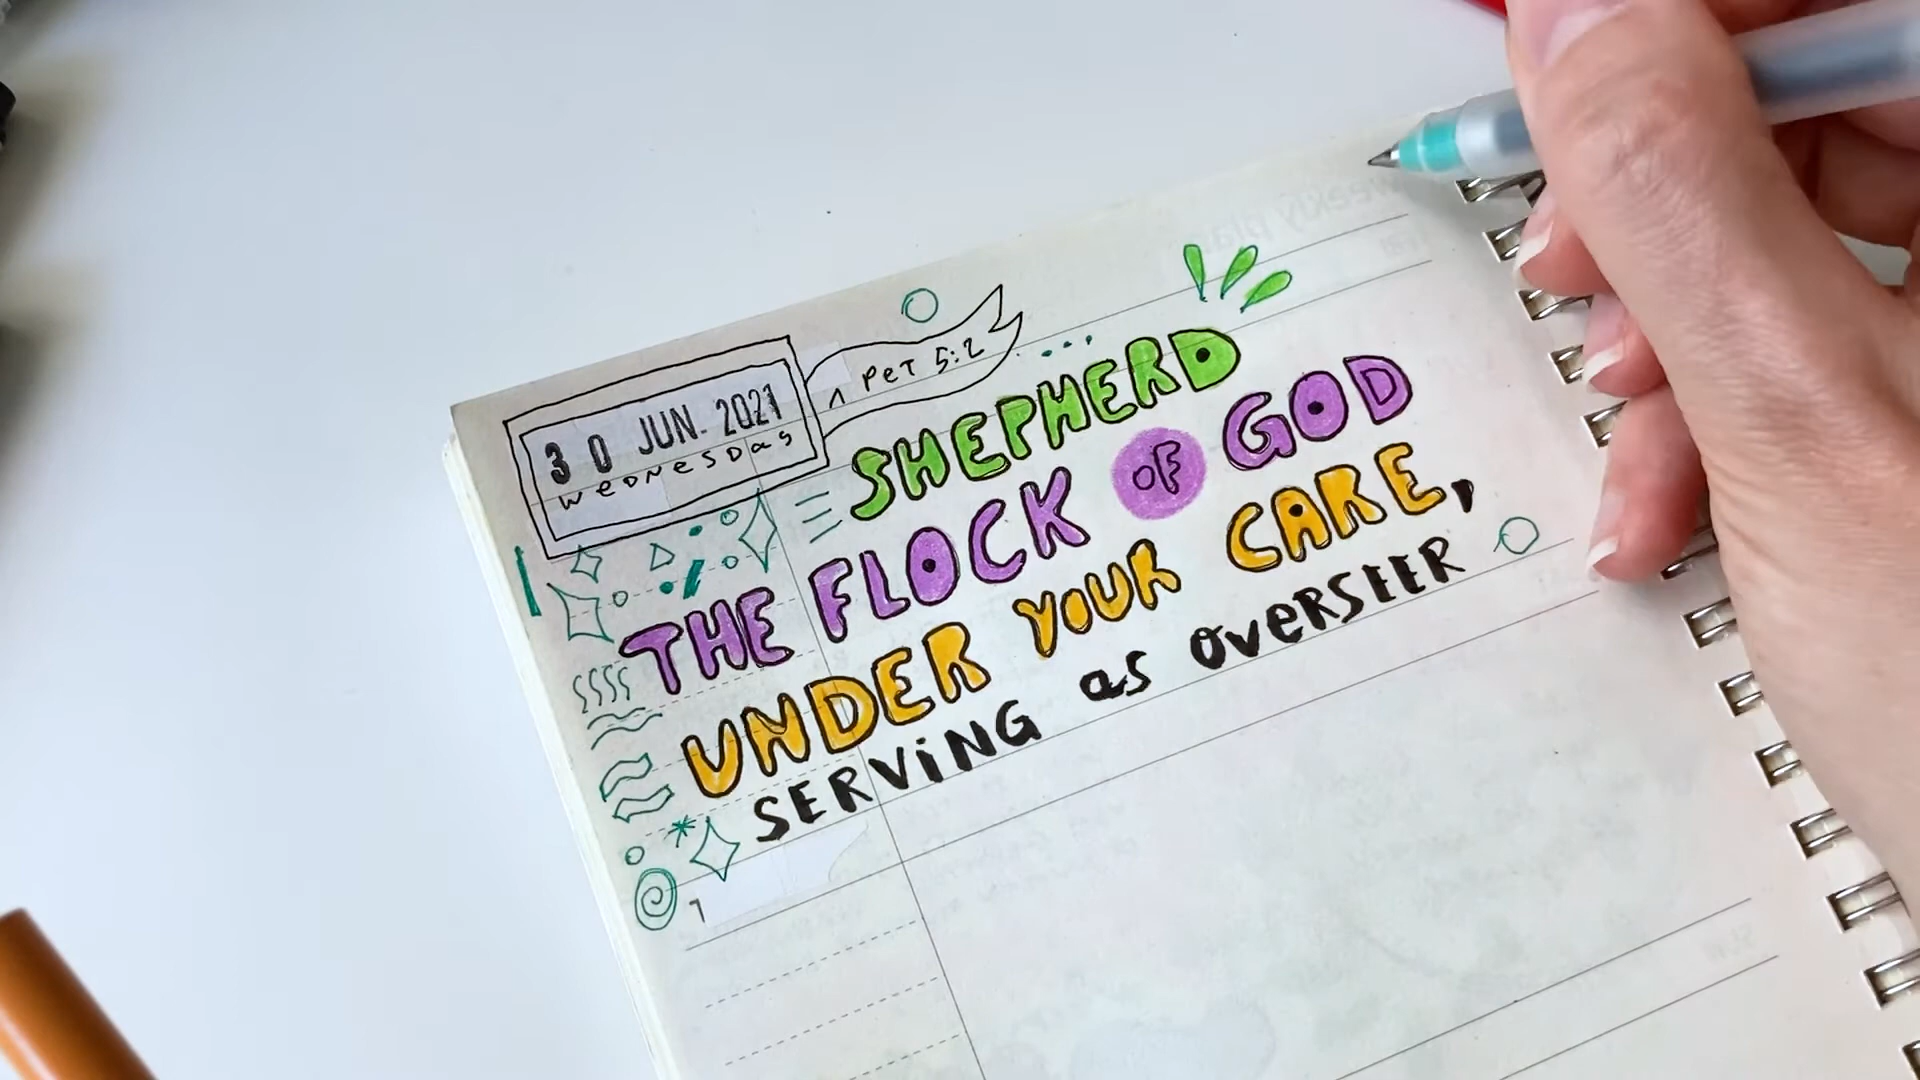 30 JUN. 2021
WEDNESDAY
1 PET 5:2
SHEPHERD
THE FLOCK OF GOD
UNDER YOUR CARE,
SERVING as OVERSEER